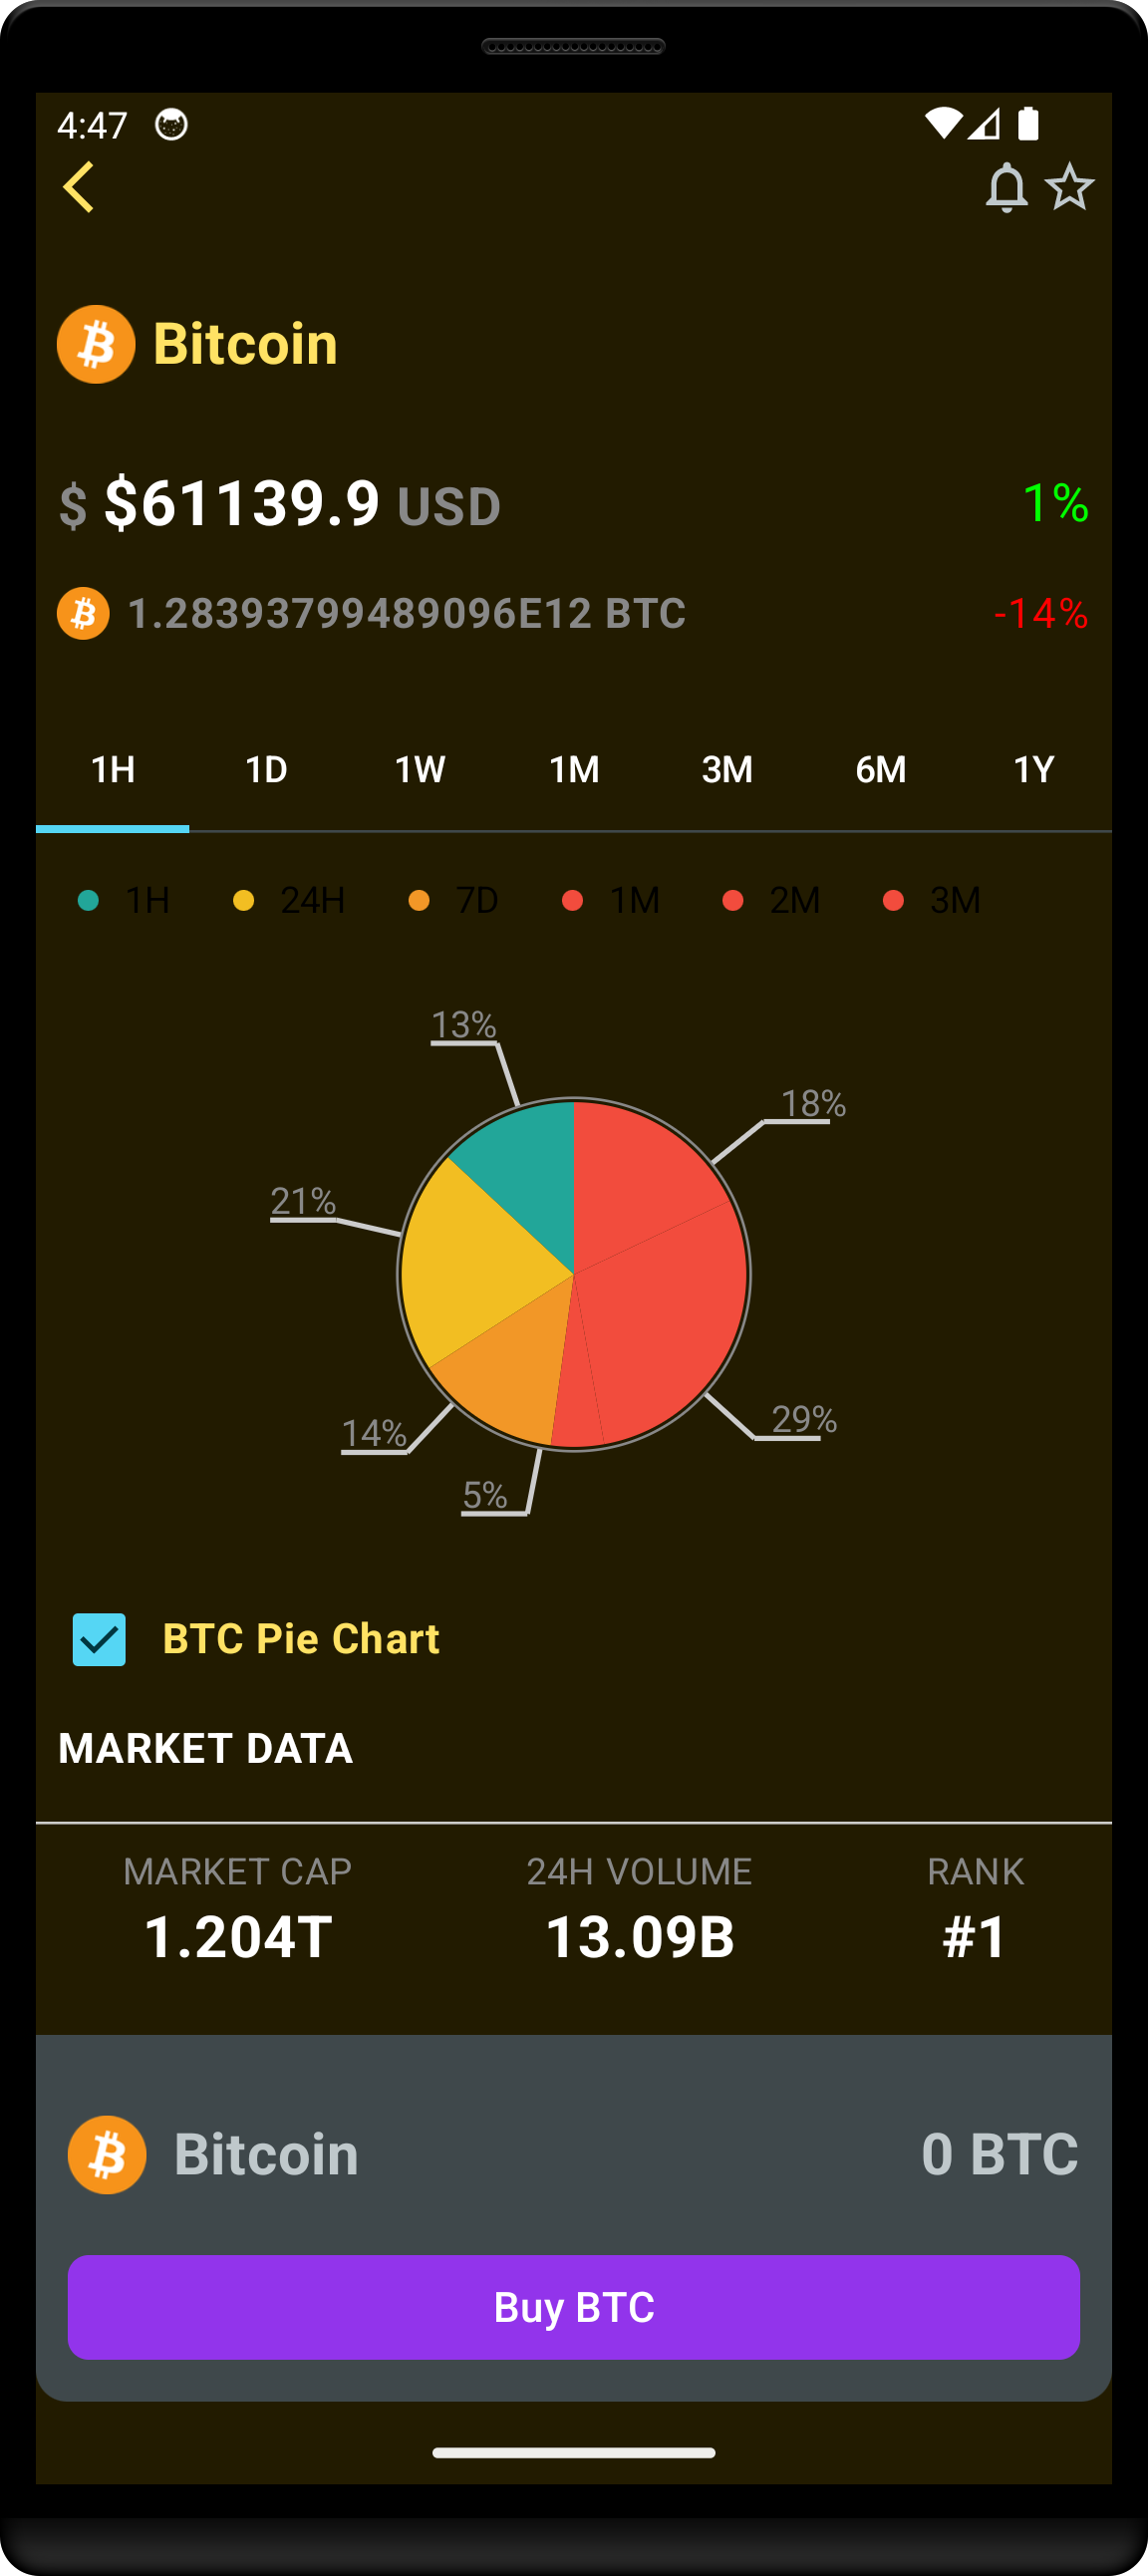 4:47
Bitcoin
$ $61139.9 USD 1%
1.28393799489096E12 BTC -14%
1H 1D 1W 1M 3M 6M 1Y
1H 24H 7D 1M 2M 3M
13%
18%
21%
29%
14%
5%
BTC Pie Chart
MARKET DATA
MARKET CAP 24H VOLUME RANK
1.204T 13.09B #1
Bitcoin 0 BTC
Buy BTC